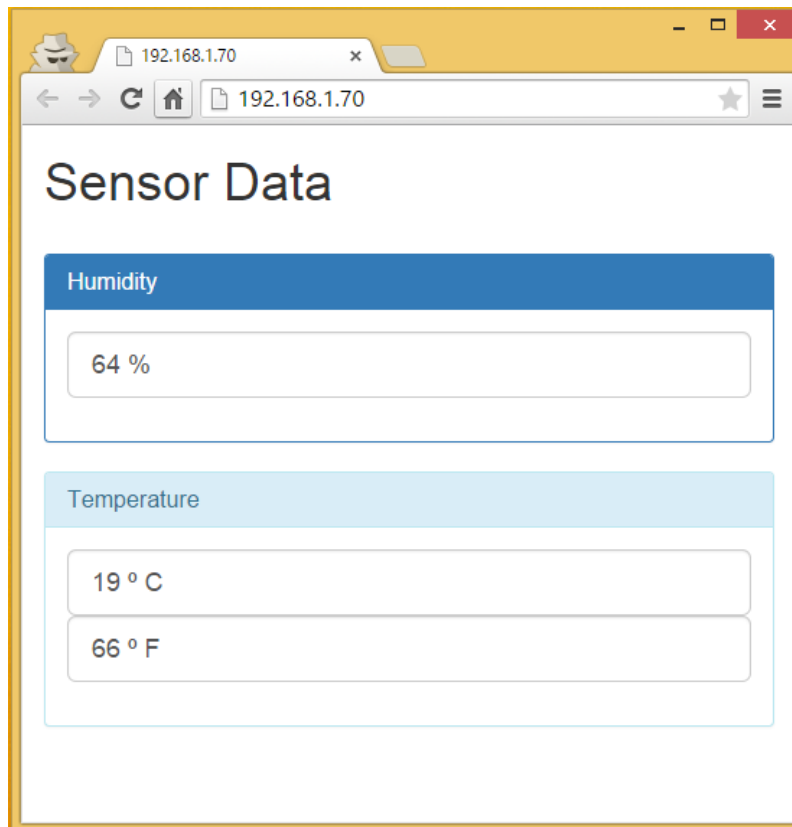 192.168.1.70
192.168.1.70
Sensor Data
Humidity
64 %
Temperature
19 º C
66 º F